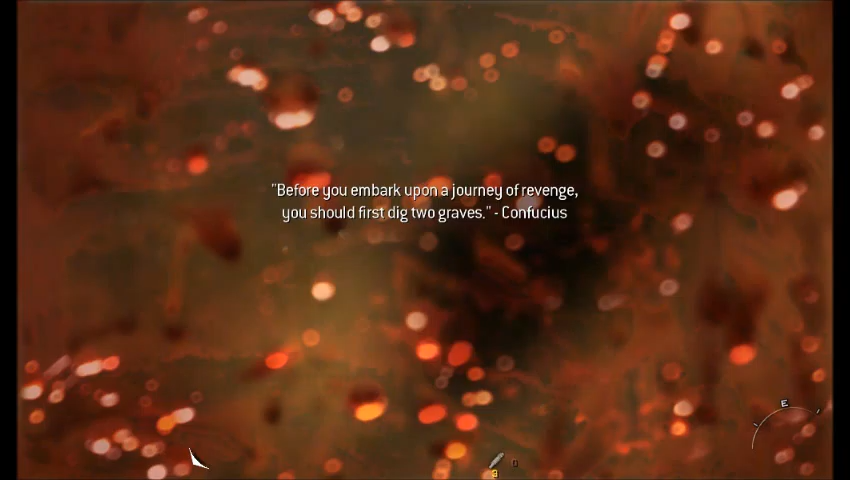 "Before you embark upon a journey of revenge,
you should first dig two graves." - Confucius
E